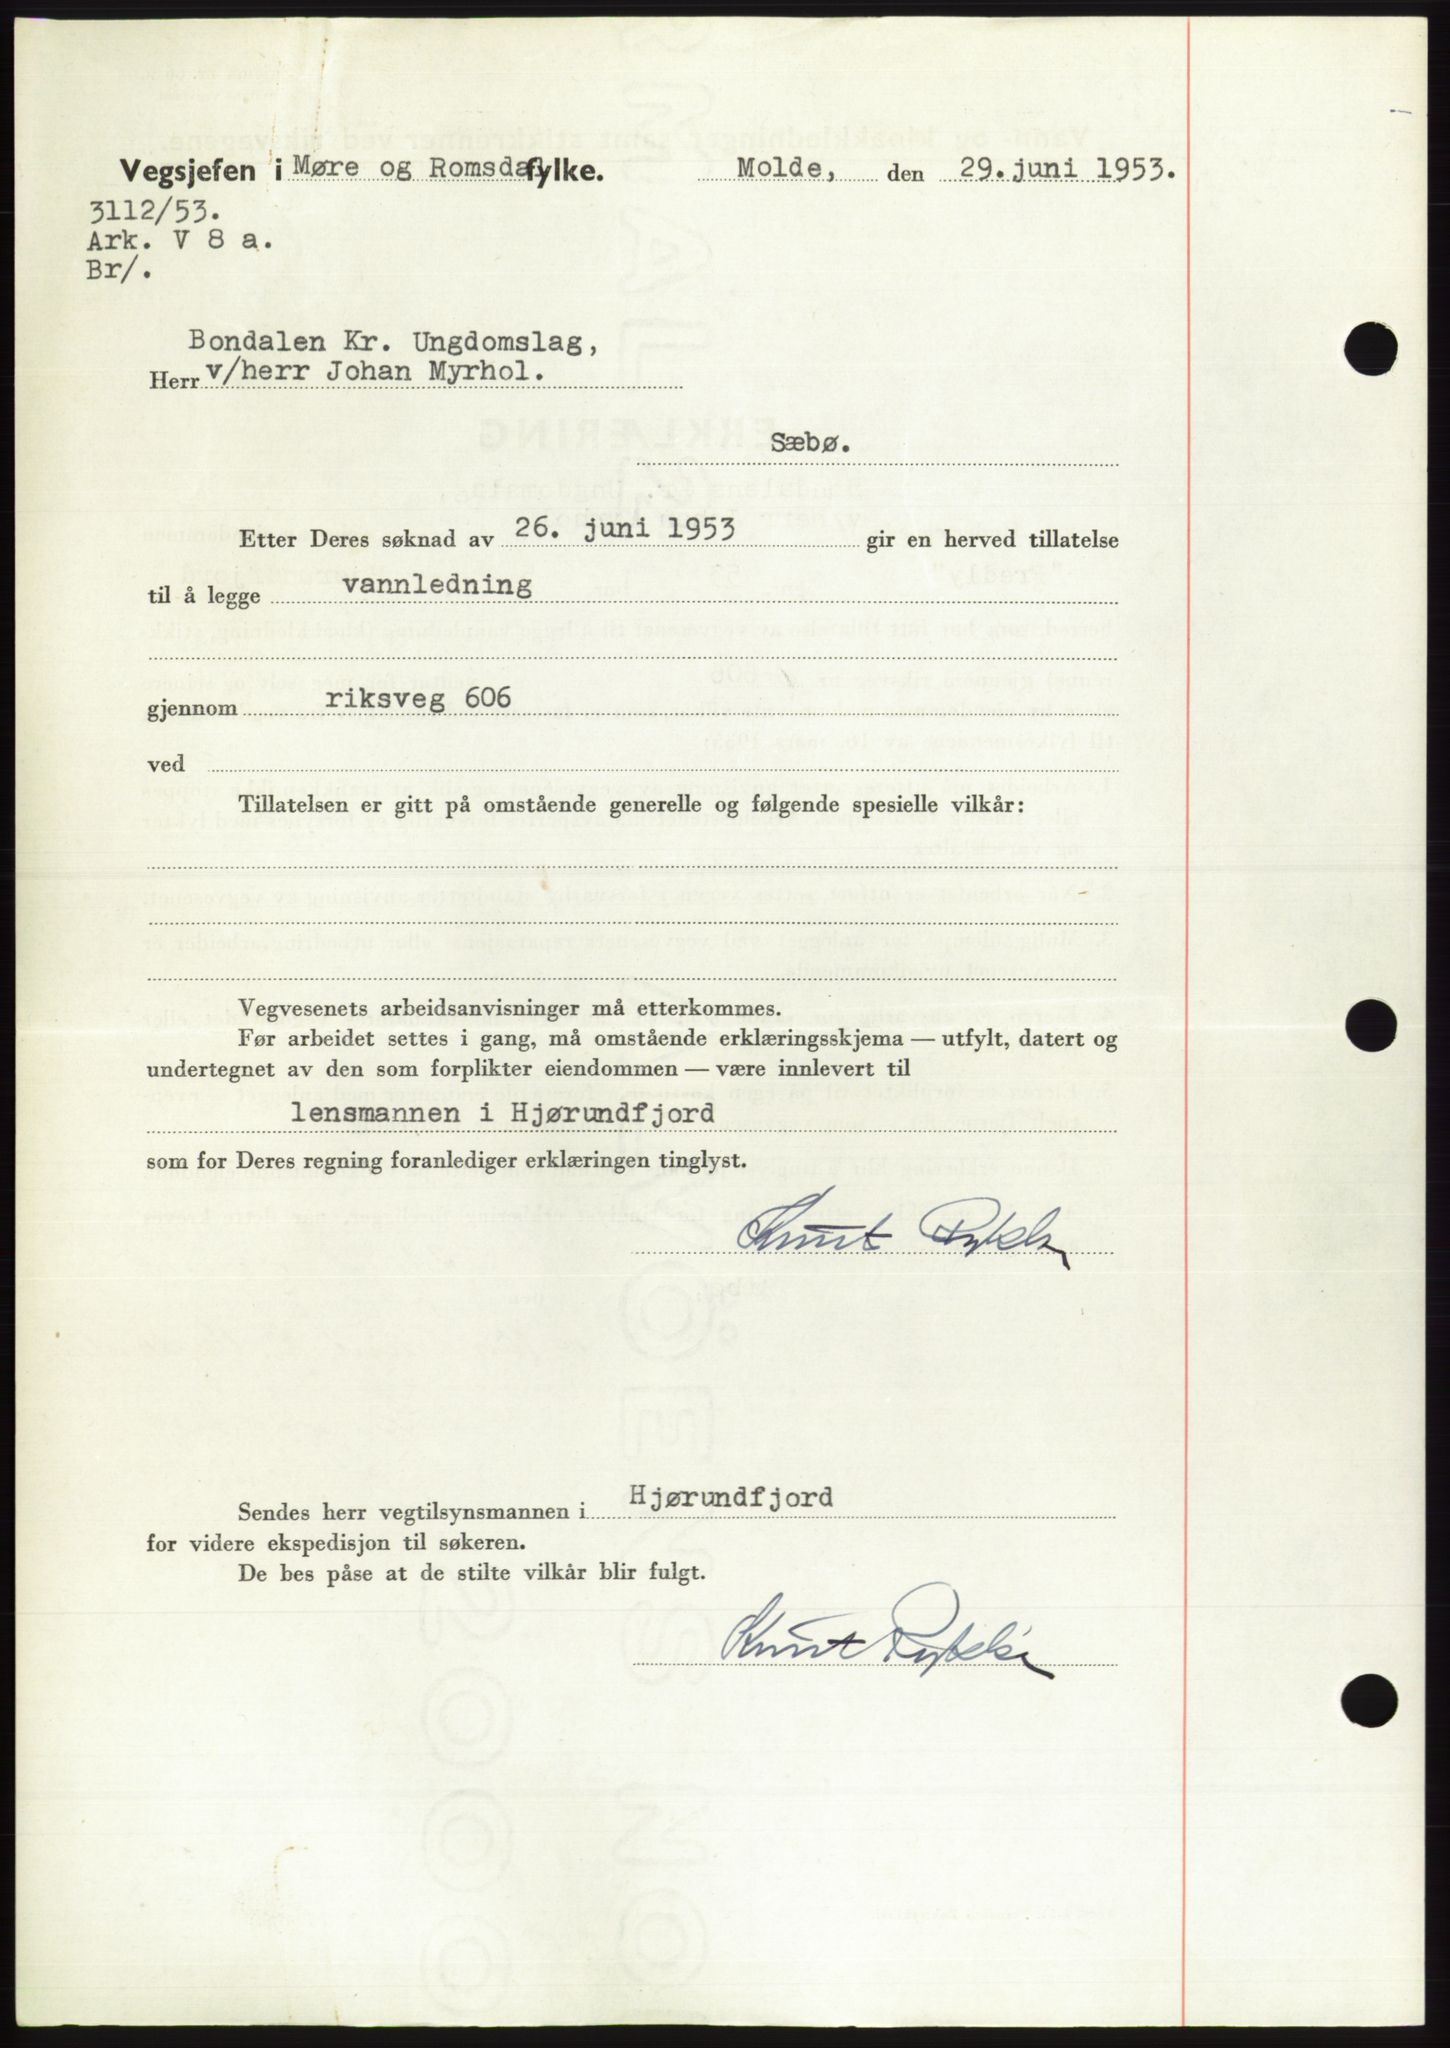 Vegsjefen i Møre og Romsdal fylke. Molde, den 29. juni 1953.
3112/53.
Ark. V 8 a.
Br/.
Bondalen Kr. Ungdomslag,
Herr v/herr Johan Myrhol.
Sæbø.
Etter Deres søknad av 26. juni 1953 gir en herved tillatelse
til å legge vannledning
gjennom riksveg 606
ved
Tillatelsen er gitt på omstående generelle og følgende spesielle vilkår:
Vegvesenets arbeidsanvisninger må etterkommes.
Før arbeidet settes i gang, må omstående erklæringsskjema — utfylt, datert og
undertegnet av den som forplikter eiendommen — være innlevert til
lensmannen i Hjørundfjord
som for Deres regning foranlediger erklæringen tinglyst.
Knut
Sendes herr vegtilsynsmannen i Hjørundfjord
for videre ekspedisjon til søkeren.
De bes påse at de stilte vilkår blir fulgt.
Knut